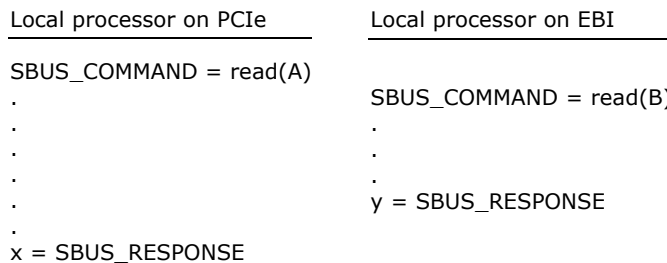 Local processor on PCIe
SBUS_COMMAND = read(A)
.
.
.
.
.
.
x = SBUS_RESPONSE
Local processor on EBI
SBUS_COMMAND = read(B)
.
.
.
y = SBUS_RESPONSE